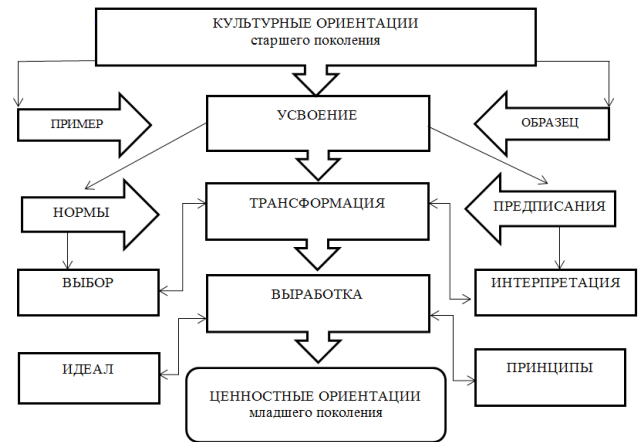 КУЛЬТУРНЫЕ ОРИЕНТАЦИИ
старшего поколения
ПРИМЕР
УСВОЕНИЕ
ОБРАЗЕЦ
НОРМЫ
ТРАНСФОРМАЦИЯ
ПРЕДПИСАНИЯ
ВЫБОР
ВЫРАБОТКА
ИНТЕРПРЕТАЦИЯ
ИДЕАЛ
ПРИНЦИПЫ
ЦЕННОСТНЫЕ ОРИЕНТАЦИИ
младшего поколения